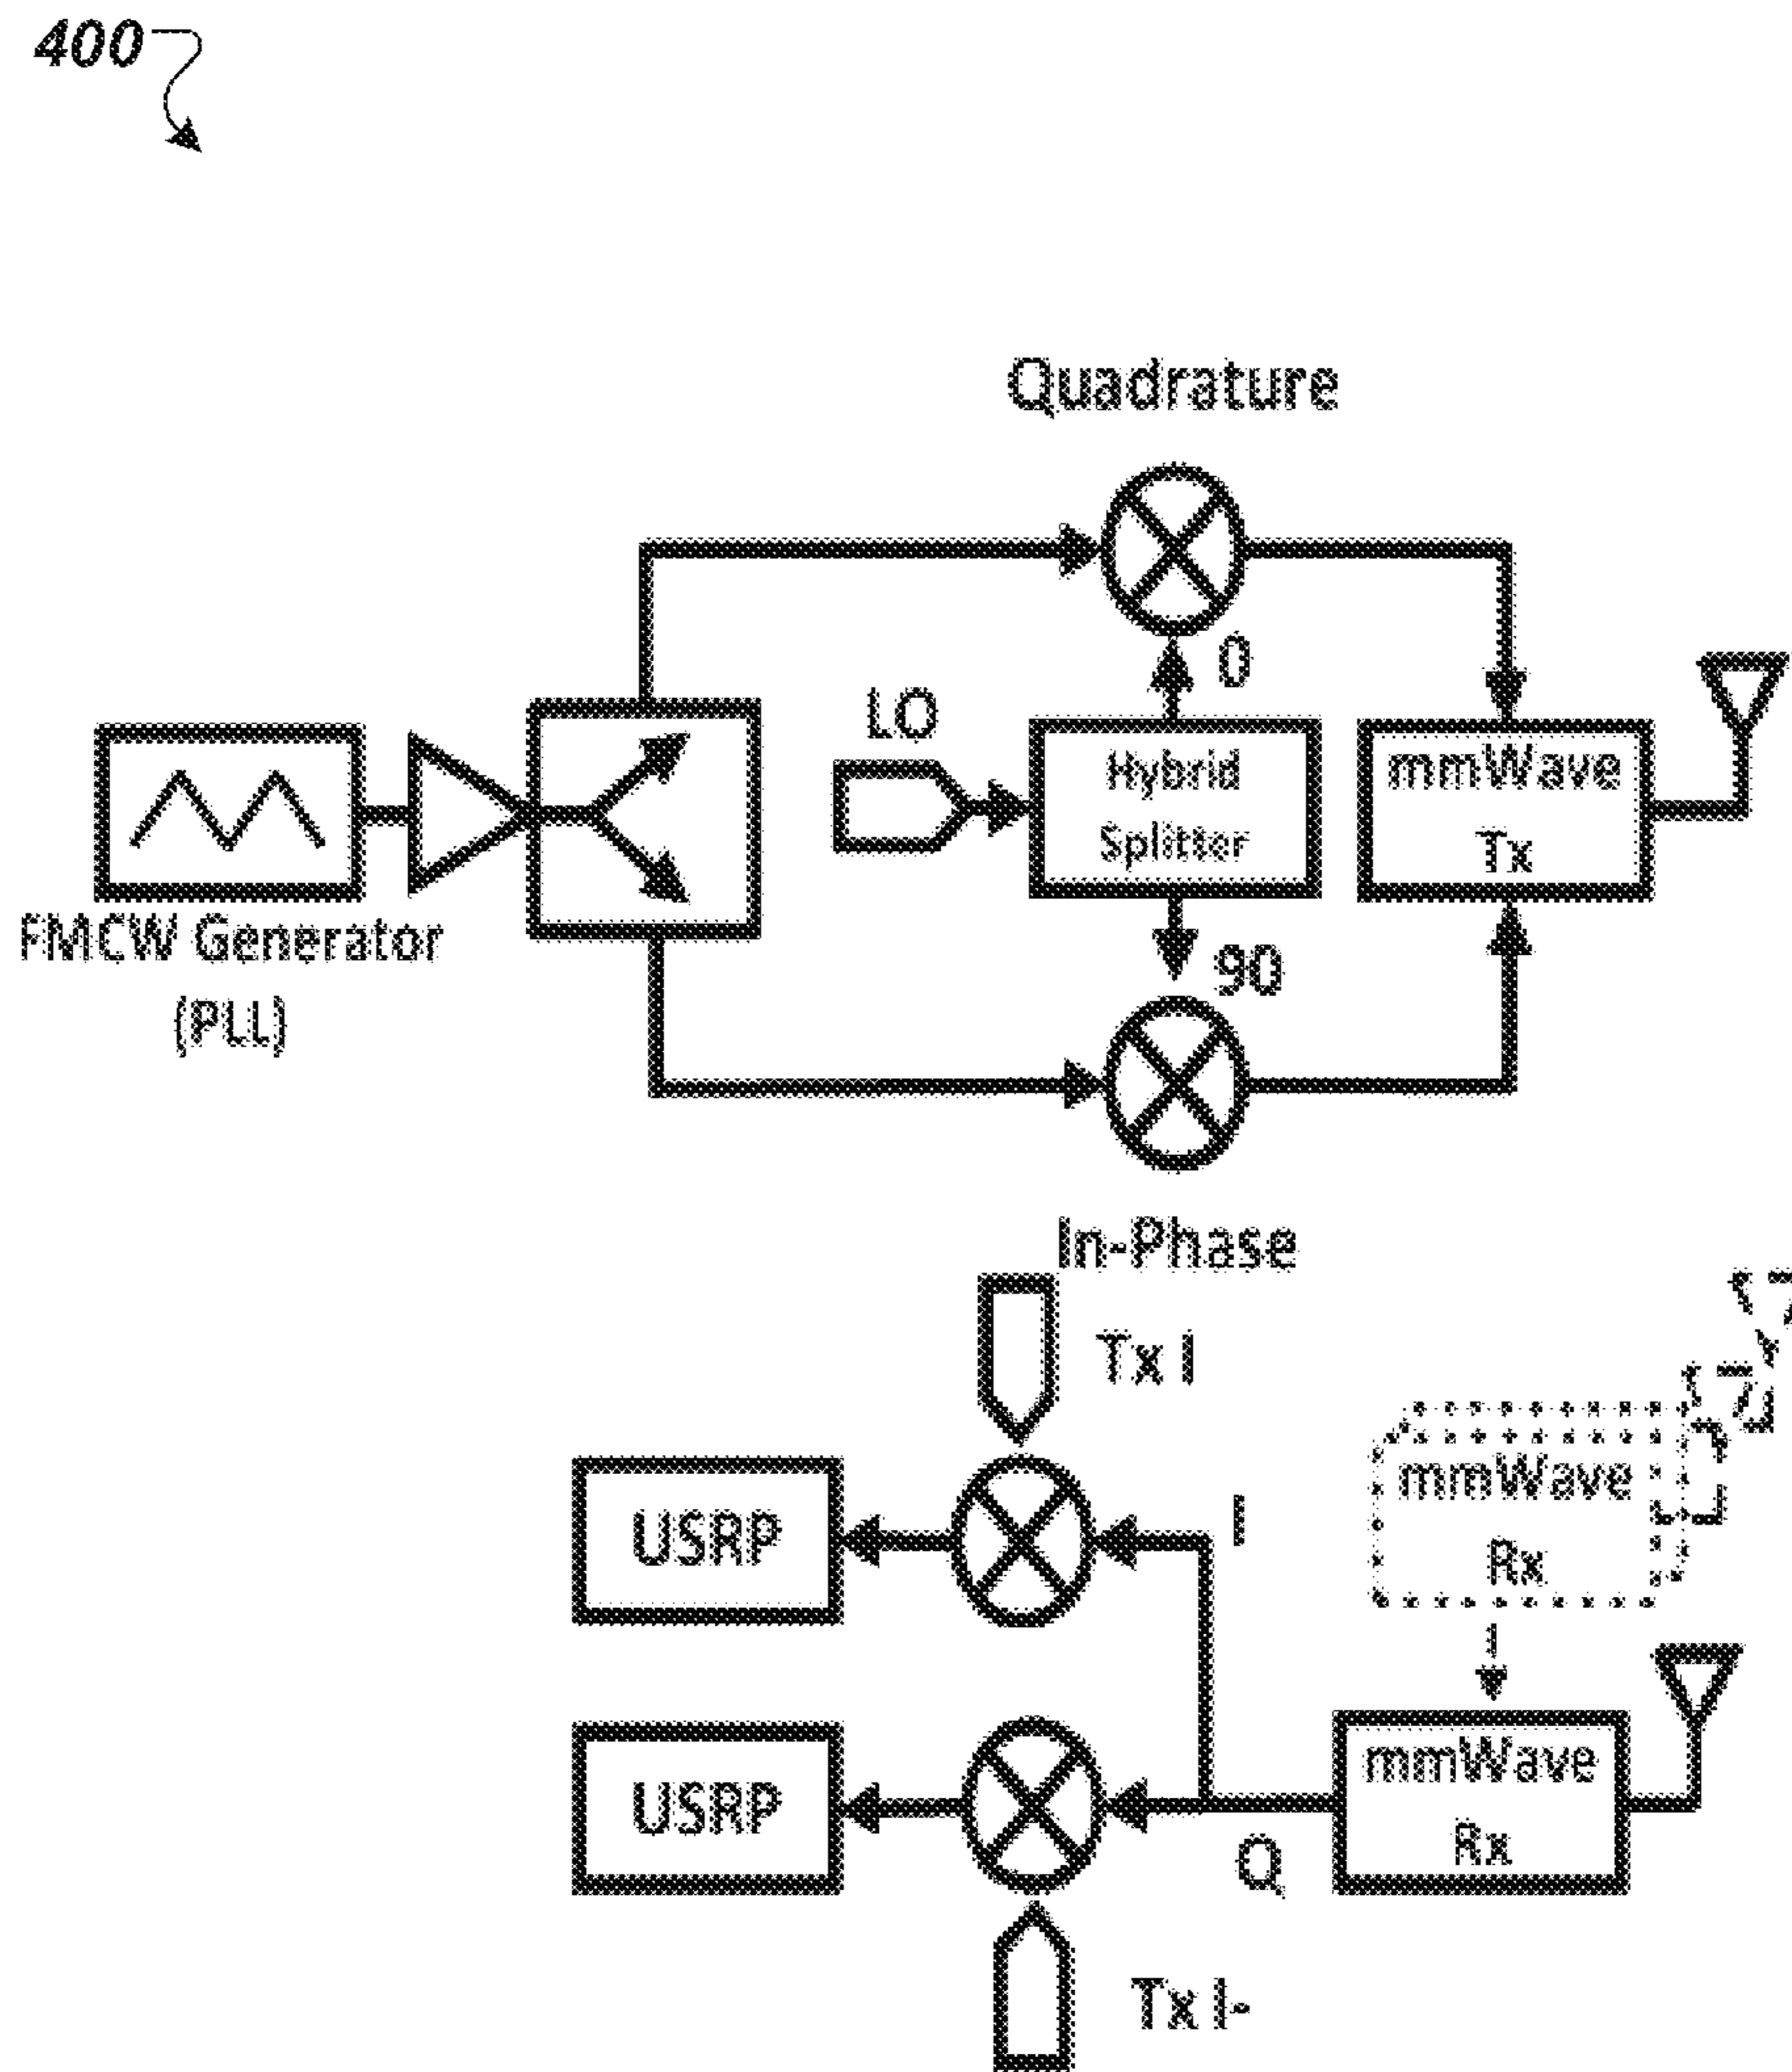 400
Quadrature
0
LO
Hybrid
Splitter
mmWave
Tx
FMCW Generator
(PLL)
90
In-Phase
Tx I
mmWave
Rx
I
USRP
mmWave
Rx
USRP
Q
Tx I-